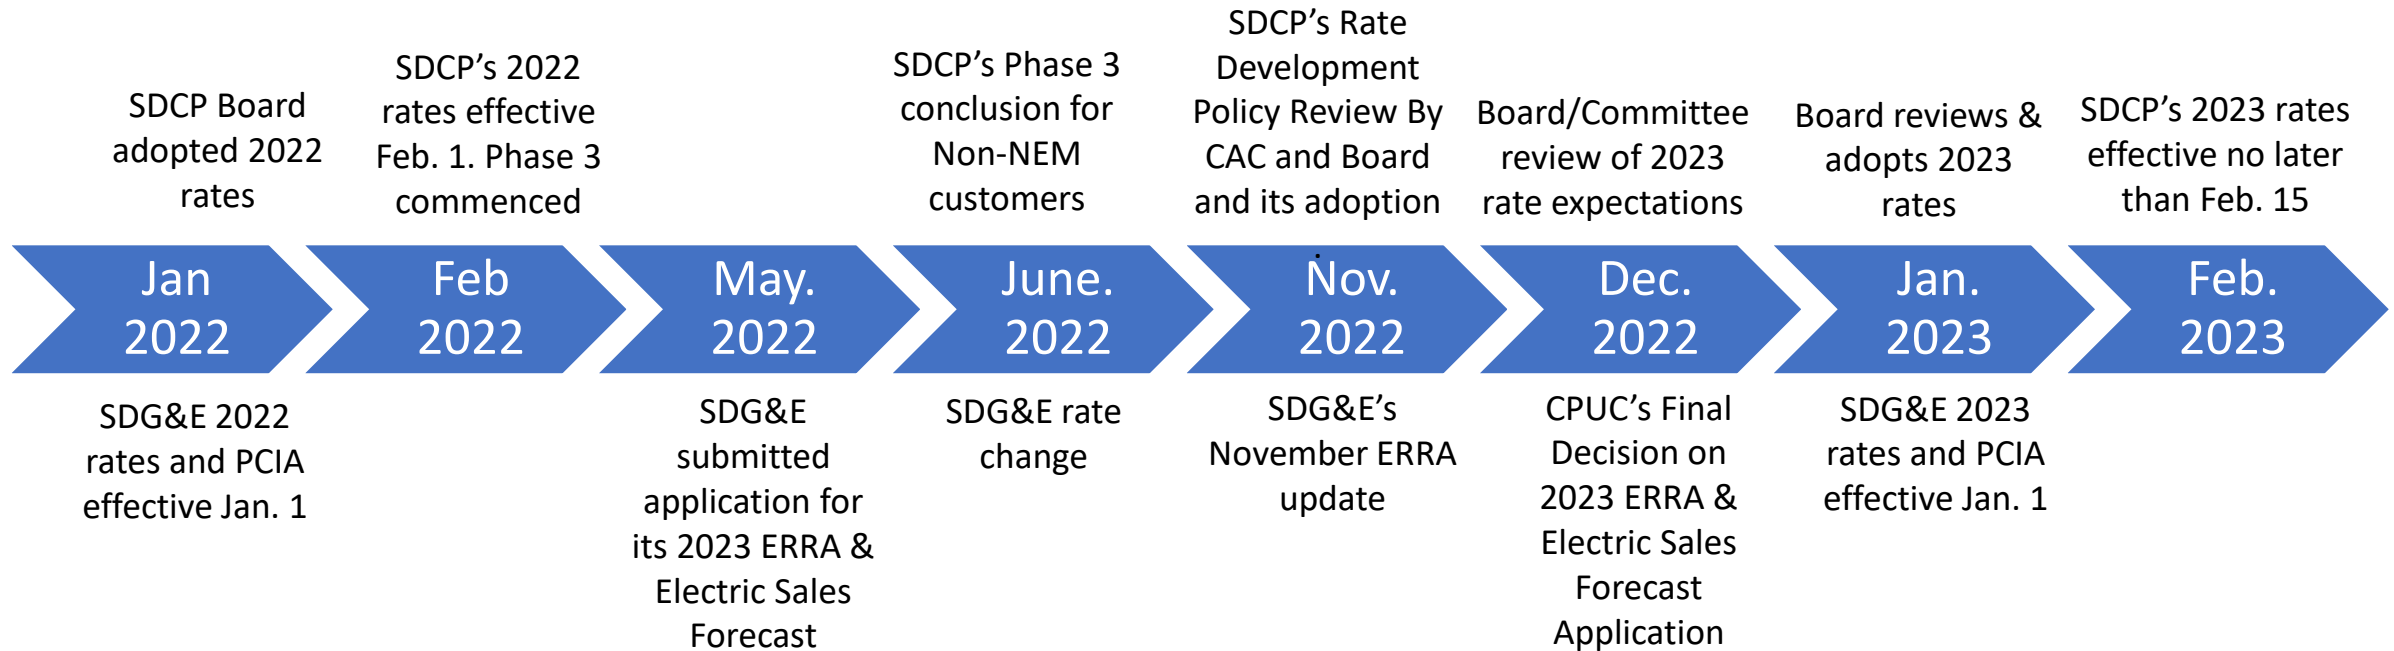 SDCP Board
adopted 2022
rates
SDCP’s 2022
rates effective
Feb. 1. Phase 3
commenced
SDCP’s Phase 3
conclusion for
Non-NEM
customers
SDCP’s Rate
Development
Policy Review By
CAC and Board
and its adoption
.
Board/Committee
review of 2023
rate expectations
Board reviews &
adopts 2023
rates
SDCP’s 2023 rates
effective no later
than Feb. 15
Jan
2022
Feb
2022
May.
2022
June.
2022
Nov.
2022
Dec.
2022
Jan.
2023
Feb.
2023
SDG&E 2022
rates and PCIA
effective Jan. 1
SDG&E
submitted
application for
its 2023 ERRA &
Electric Sales
Forecast
SDG&E rate
change
SDG&E’s
November ERRA
update
CPUC’s Final
Decision on
2023 ERRA &
Electric Sales
Forecast
Application
SDG&E 2023
rates and PCIA
effective Jan. 1